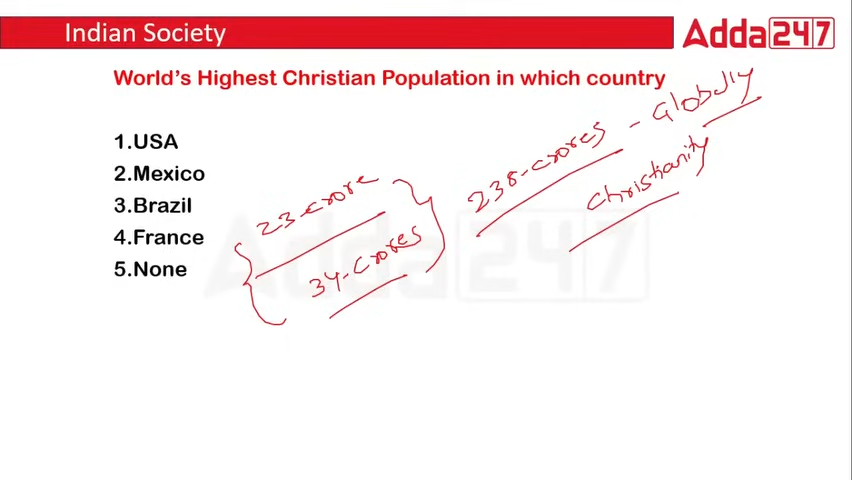 Indian Society
Adda247
World's Highest Christian Population in which country
1.USA
2.Mexico
3.Brazil
4.France
5.None
23-crore
34-crores
238-crores - Globally
Christianity
Adda247